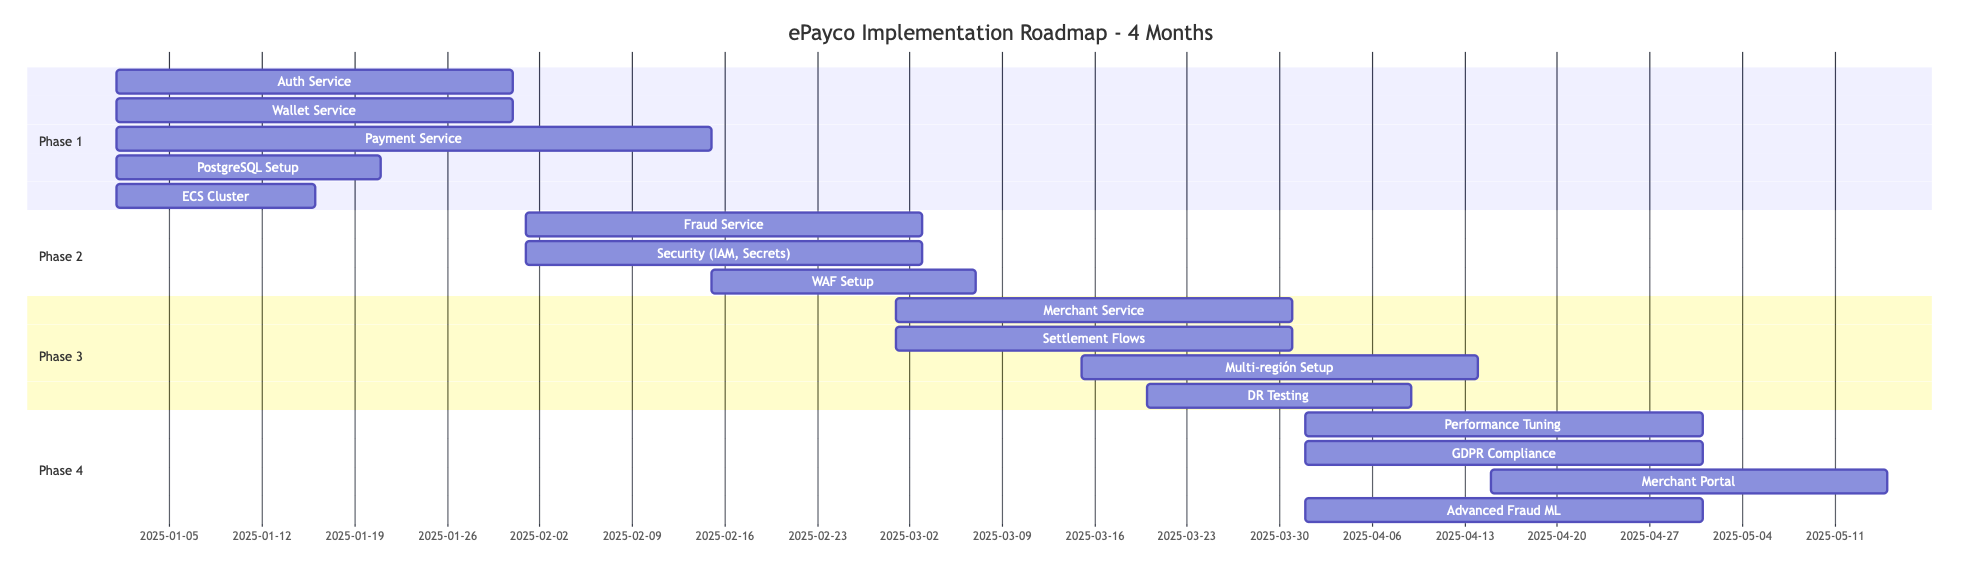 ePayco Implementation Roadmap - 4 Months
Phase 1
Auth Service
Wallet Service
Payment Service
PostgreSQL Setup
ECS Cluster
Phase 2
Fraud Service
Security (IAM, Secrets)
WAF Setup
Phase 3
Merchant Service
Settlement Flows
Multi-región Setup
DR Testing
Phase 4
Performance Tuning
GDPR Compliance
Merchant Portal
Advanced Fraud ML
2025-01-05
2025-01-12
2025-01-19
2025-01-26
2025-02-02
2025-02-09
2025-02-16
2025-02-23
2025-03-02
2025-03-09
2025-03-16
2025-03-23
2025-03-30
2025-04-06
2025-04-13
2025-04-20
2025-04-27
2025-05-04
2025-05-11